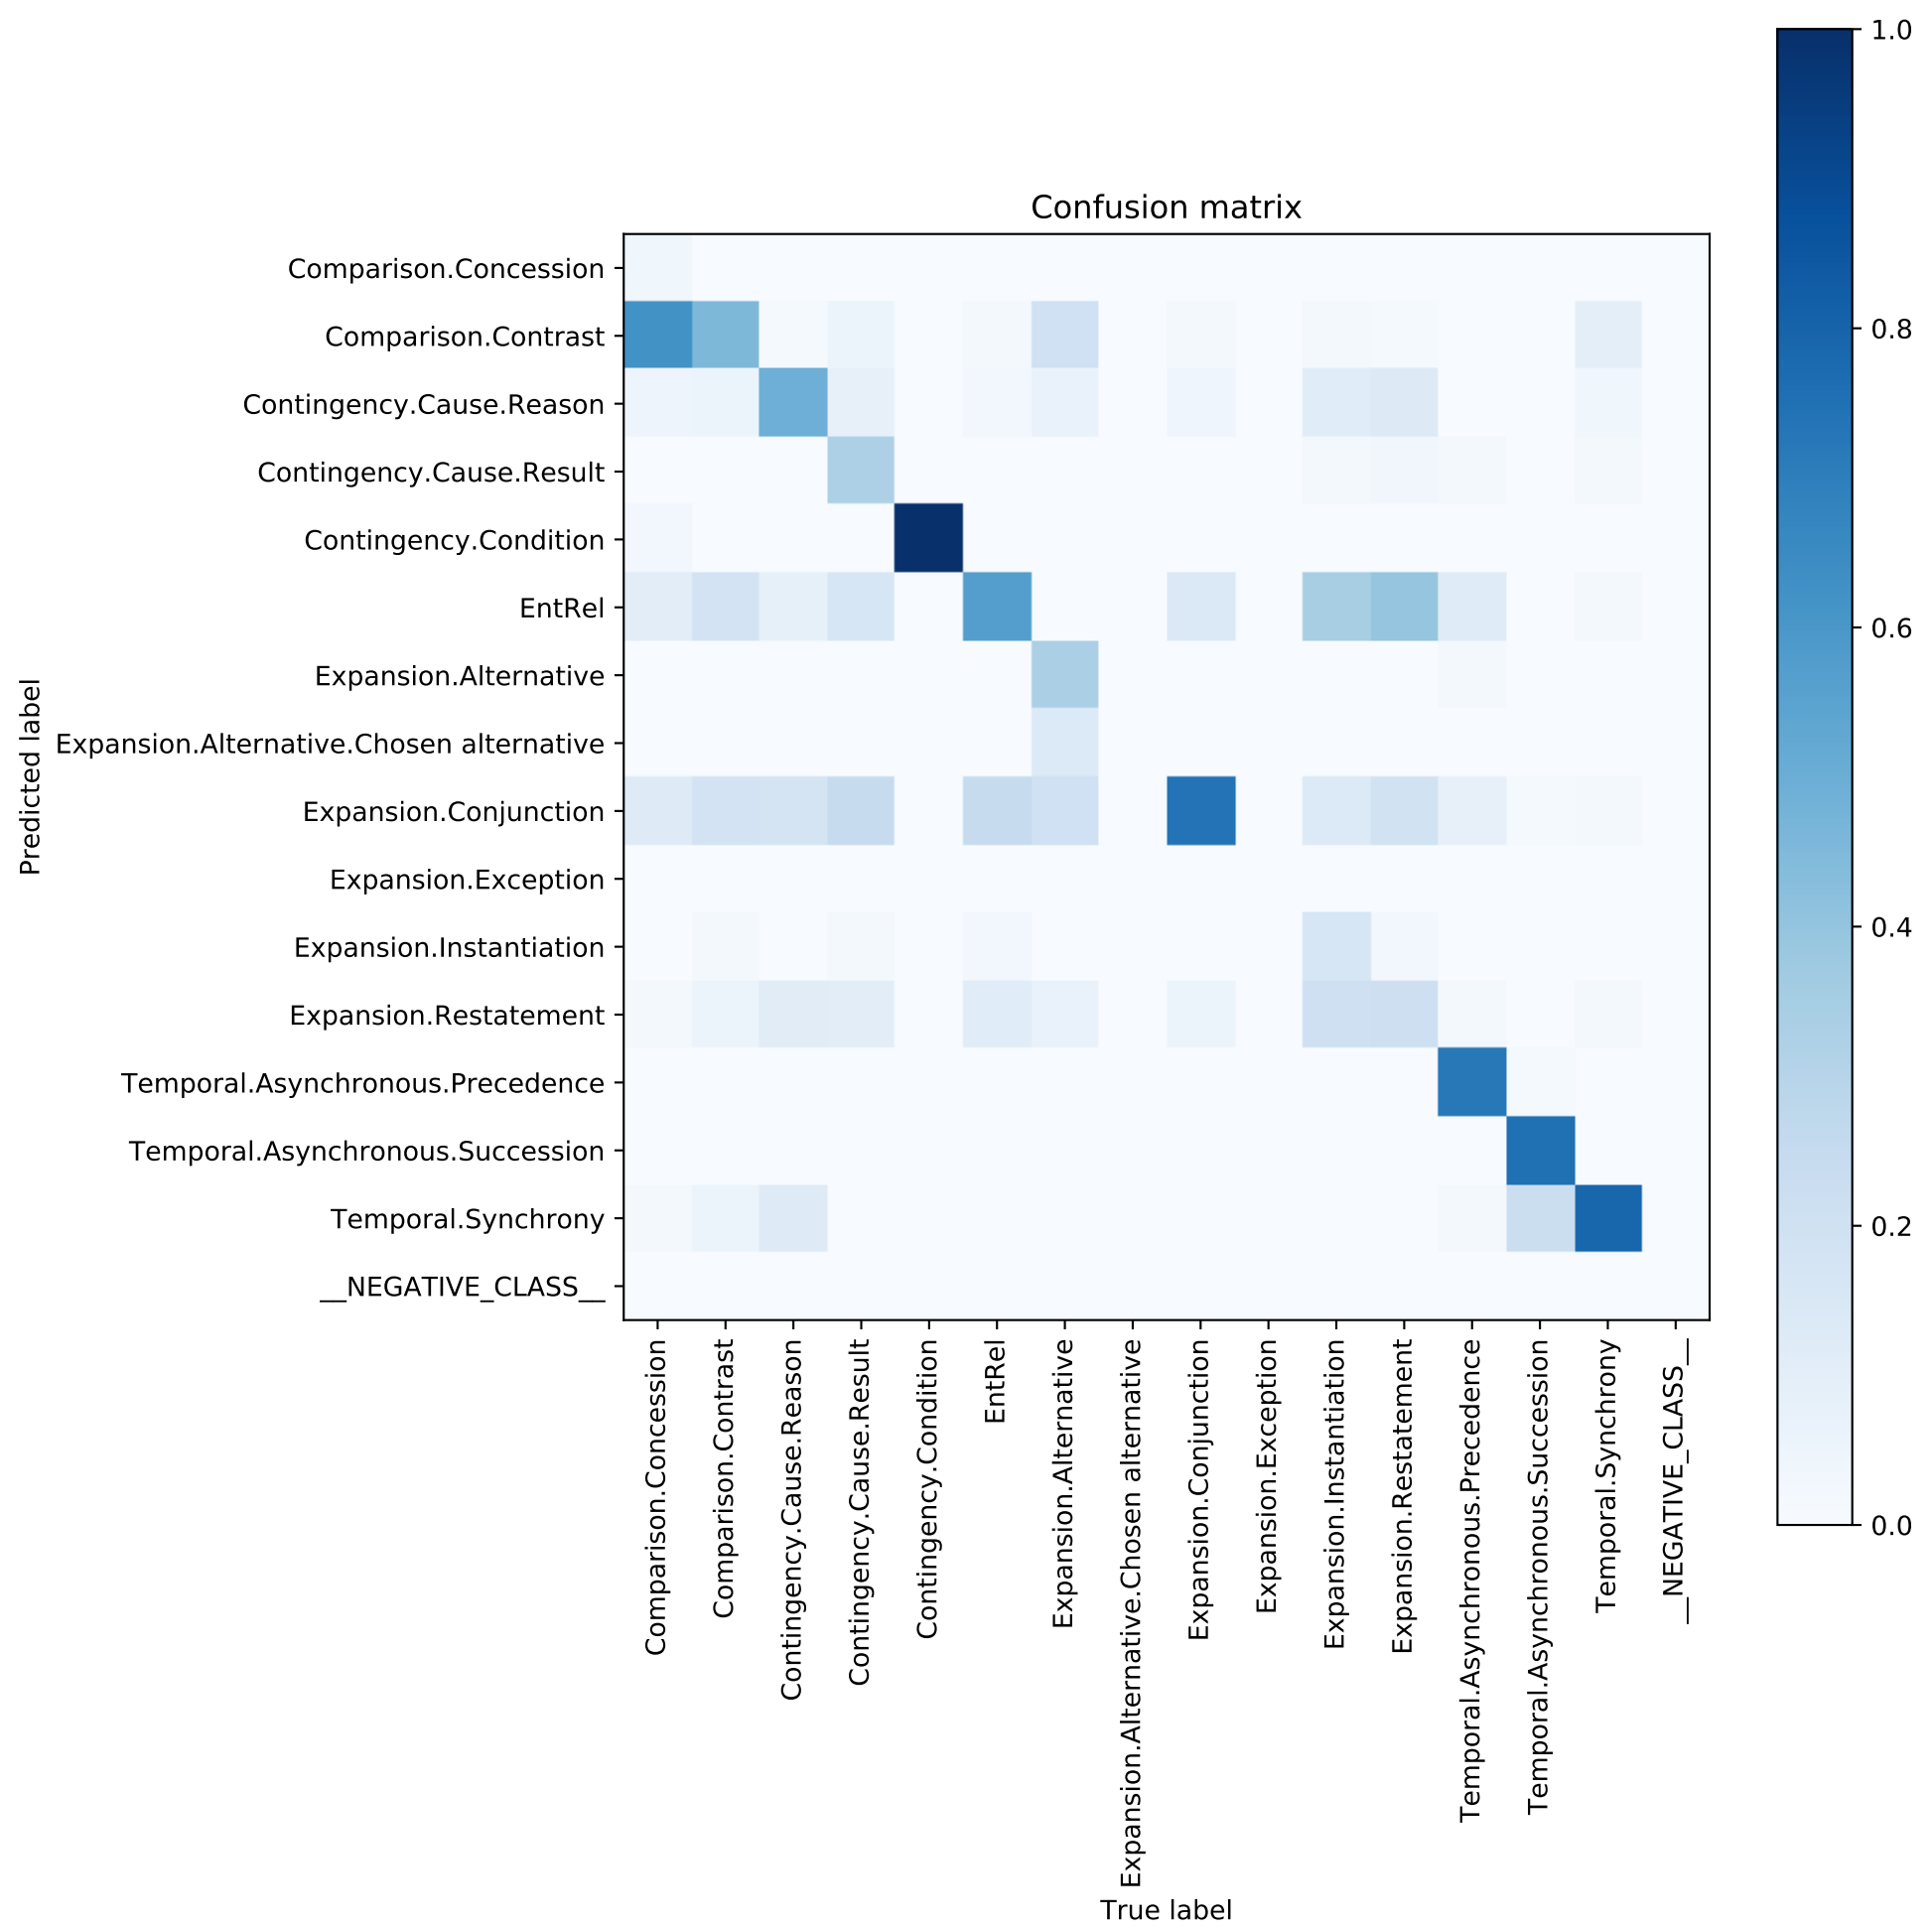 Confusion matrix
Predicted label
Comparison.Concession
Comparison.Contrast
Contingency.Cause.Reason
Contingency.Cause.Result
Contingency.Condition
EntRel
Expansion.Alternative
Expansion.Alternative.Chosen alternative
Expansion.Conjunction
Expansion.Exception
Expansion.Instantiation
Expansion.Restatement
Temporal.Asynchronous.Precedence
Temporal.Asynchronous.Succession
Temporal.Synchrony
__NEGATIVE_CLASS__
Comparison.Concession
Comparison.Contrast
Contingency.Cause.Reason
Contingency.Cause.Result
Contingency.Condition
EntRel
Expansion.Alternative
Expansion.Alternative.Chosen alternative
Expansion.Conjunction
Expansion.Exception
Expansion.Instantiation
Expansion.Restatement
Temporal.Asynchronous.Precedence
Temporal.Asynchronous.Succession
Temporal.Synchrony
__NEGATIVE_CLASS__
True label
1.0
0.8
0.6
0.4
0.2
0.0